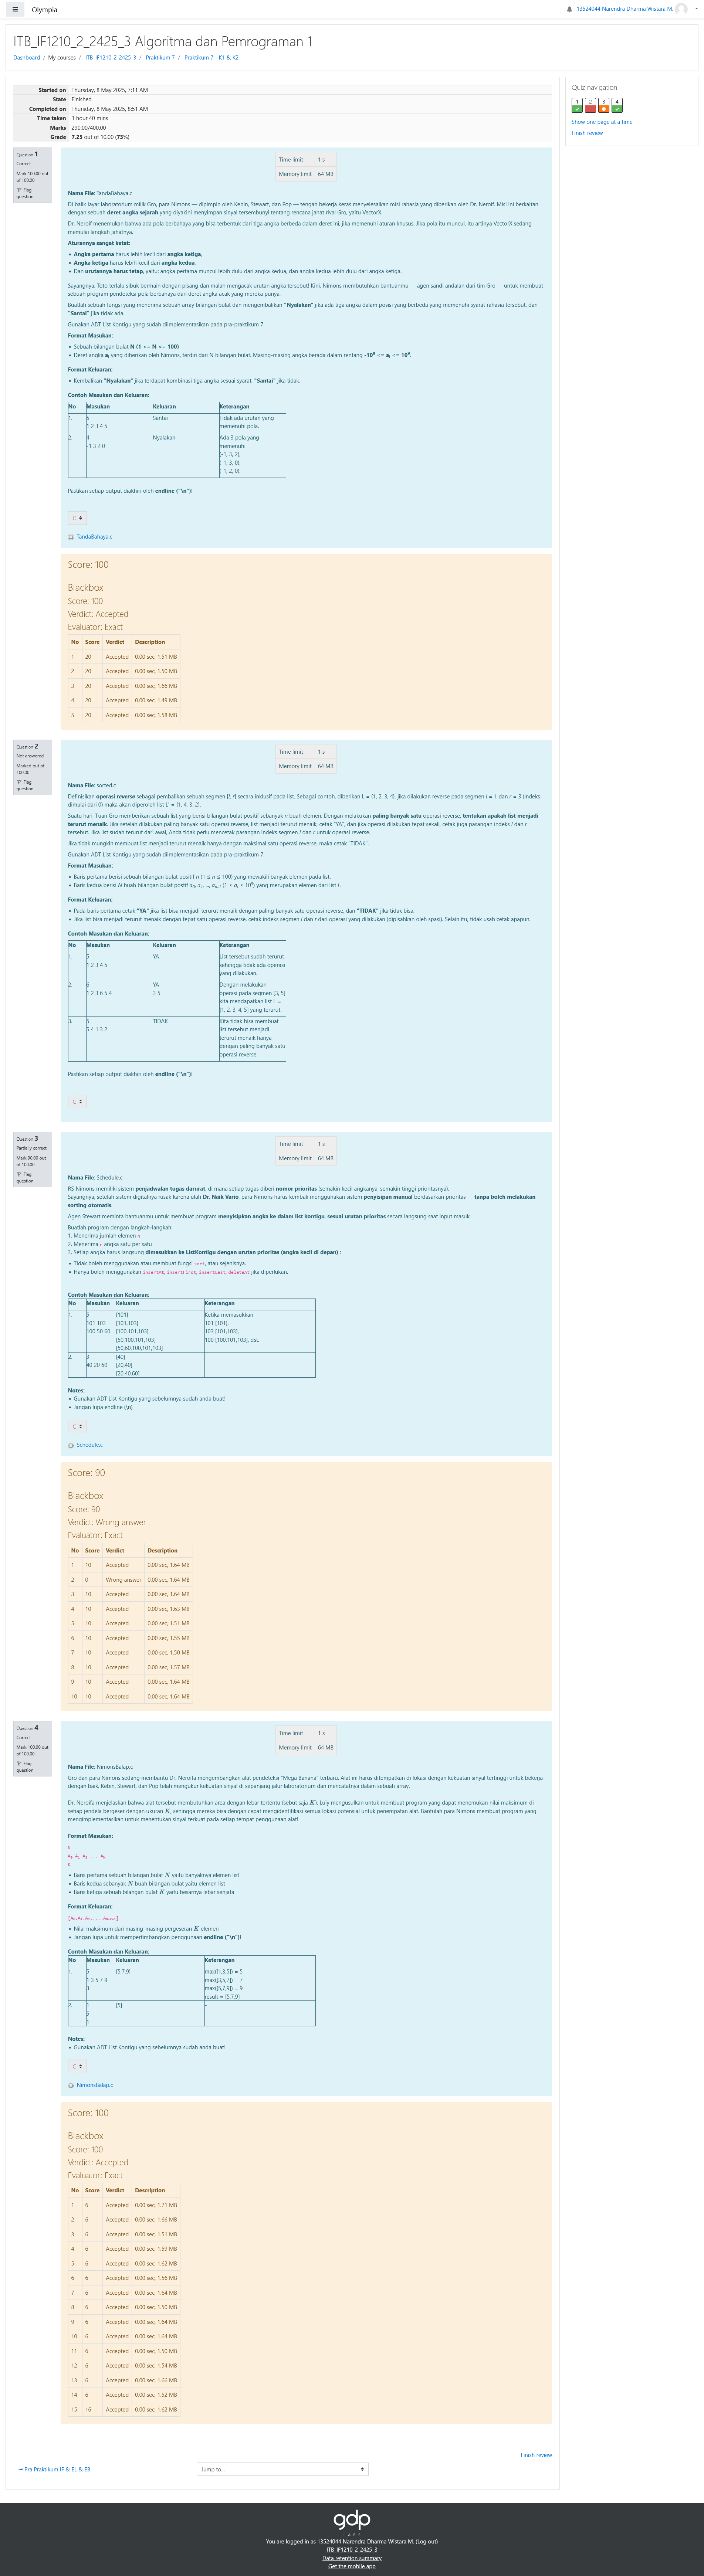 Olympia
13524044 Narendra Dharma Wistara M.
ITB_IF1210_2_2425_3 Algoritma dan Pemrograman 1
Dashboard / My courses / ITB_IF1210_2_2425_3 / Praktikum 7 / Praktikum 7 - K1 & K2
Started on Thursday, 8 May 2025, 7:11 AM
State Finished
Completed on Thursday, 8 May 2025, 8:51 AM
Time taken 1 hour 40 mins
Marks 290.00/400.00
Grade 7.25 out of 10.00 (73%)
Quiz navigation
1 2 3 4
Show one page at a time
Finish review
Question 1
Correct
Mark 100.00 out of 100.00
Flag question
Time limit 1 s
Memory limit 64 MB
Nama File: TandaBahaya.c
Di balik layar laboratorium milik Gro, para Nimons — dipimpin oleh Kebin, Stewart, dan Pop — tengah bekerja keras menyelesaikan misi rahasia yang diberikan oleh Dr. Neroif. Misi ini berkaitan
dengan sebuah deret angka sejarah yang diyakini menyimpan sinyal tersembunyi tentang rencana jahat rival Gro, yaitu VectorX.
Dr. Neroif menemukan bahwa ada pola berbahaya yang bisa terbentuk dari tiga angka berbeda dalam deret ini, jika memenuhi aturan khusus. Jika pola itu muncul, itu artinya VectorX sedang
memulai langkah jahatnya.
Aturannya sangat ketat:
• Angka pertama harus lebih kecil dari angka ketiga,
• Angka ketiga harus lebih kecil dari angka kedua,
• Dan urutannya harus tetap, yaitu: angka pertama muncul lebih dulu dari angka kedua, dan angka kedua lebih dulu dari angka ketiga.
Sayangnya, Toto terlalu sibuk bermain dengan pisang dan malah mengacak urutan angka tersebut! Kini, Nimons membutuhkan bantuanmu — agen sandi andalan dari tim Gro — untuk membuat
sebuah program pendeteksi pola berbahaya dari deret angka acak yang mereka punya.
Buatlah sebuah fungsi yang menerima sebuah array bilangan bulat dan mengembalikan "Nyalakan" jika ada tiga angka dalam posisi yang berbeda yang memenuhi syarat rahasia tersebut, dan
"Santai" jika tidak ada.
Gunakan ADT List Kontigu yang sudah diimplementasikan pada pra-praktikum 7.
Format Masukan:
• Sebuah bilangan bulat N (1 <= N <= 100)
• Deret angka aᵢ yang diberikan oleh Nimons, terdiri dari N bilangan bulat. Masing-masing angka berada dalam rentang -10⁹ <= aᵢ <= 10⁹.
Format Keluaran:
• Kembalikan "Nyalakan" jika terdapat kombinasi tiga angka sesuai syarat, "Santai" jika tidak.
Contoh Masukan dan Keluaran:
No Masukan Keluaran Keterangan
1. 5 Santai Tidak ada urutan yang
1 2 3 4 5 memenuhi pola.
2. 4 Nyalakan Ada 3 pola yang
-1 3 2 0 memenuhi
(-1, 3, 2),
(-1, 3, 0),
(-1, 2, 0).
Pastikan setiap output diakhiri oleh endline ("\n")!
C
TandaBahaya.c
Score: 100
Blackbox
Score: 100
Verdict: Accepted
Evaluator: Exact
No Score Verdict Description
1 20 Accepted 0.00 sec, 1.51 MB
2 20 Accepted 0.00 sec, 1.50 MB
3 20 Accepted 0.00 sec, 1.66 MB
4 20 Accepted 0.00 sec, 1.49 MB
5 20 Accepted 0.00 sec, 1.58 MB
Question 2
Not answered
Marked out of 100.00
Flag question
Time limit 1 s
Memory limit 64 MB
Nama File: sorted.c
Definisikan operasi reverse sebagai pembalikan sebuah segmen [l, r] secara inklusif pada list. Sebagai contoh, diberikan L = [1, 2, 3, 4], jika dilakukan reverse pada segmen l = 1 dan r = 3 (indeks
dimulai dari 0) maka akan diperoleh list L' = [1, 4, 3, 2].
Suatu hari, Tuan Gro memberikan sebuah list yang berisi bilangan bulat positif sebanyak n buah elemen. Dengan melakukan paling banyak satu operasi reverse, tentukan apakah list menjadi
terurut menaik. Jika setelah dilakukan paling banyak satu operasi reverse, list menjadi terurut menaik, cetak "YA", dan jika operasi dilakukan tepat sekali, cetak juga pasangan indeks l dan r
tersebut. Jika list sudah terurut dari awal, Anda tidak perlu mencetak pasangan indeks segmen l dan r untuk operasi reverse.
Jika tidak mungkin membuat list menjadi terurut menaik hanya dengan maksimal satu operasi reverse, maka cetak "TIDAK".
Gunakan ADT List Kontigu yang sudah diimplementasikan pada pra-praktikum 7.
Format Masukan:
• Baris pertama berisi sebuah bilangan bulat positif n (1 ≤ n ≤ 100) yang mewakili banyak elemen pada list.
• Baris kedua berisi N buah bilangan bulat positif a₀, a₁, ..., aₙ₋₁ (1 ≤ aᵢ ≤ 10⁹) yang merupakan elemen dari list L.
Format Keluaran:
• Pada baris pertama cetak "YA" jika list bisa menjadi terurut menaik dengan paling banyak satu operasi reverse, dan "TIDAK" jika tidak bisa.
• Jika list bisa menjadi terurut menaik dengan tepat satu operasi reverse, cetak indeks segmen l dan r dari operasi yang dilakukan (dipisahkan oleh spasi). Selain itu, tidak usah cetak apapun.
Contoh Masukan dan Keluaran:
No Masukan Keluaran Keterangan
1. 5 YA List tersebut sudah terurut
1 2 3 4 5 sehingga tidak ada operasi
yang dilakukan.
2. 6 YA Dengan melakukan
1 2 3 6 5 4 3 5 operasi pada segmen [3, 5]
kita mendapatkan list L =
[1, 2, 3, 4, 5] yang terurut.
3. 5 TIDAK Kita tidak bisa membuat
5 4 1 3 2 list tersebut menjadi
terurut menaik hanya
dengan paling banyak satu
operasi reverse.
Pastikan setiap output diakhiri oleh endline ("\n")!
C
Question 3
Partially correct
Mark 90.00 out of 100.00
Flag question
Time limit 1 s
Memory limit 64 MB
Nama File: Schedule.c
RS Nimons memiliki sistem penjadwalan tugas darurat, di mana setiap tugas diberi nomor prioritas (semakin kecil angkanya, semakin tinggi prioritasnya).
Sayangnya, setelah sistem digitalnya rusak karena ulah Dr. Naik Vario, para Nimons harus kembali menggunakan sistem penyisipan manual berdasarkan prioritas — tanpa boleh melakukan
sorting otomatis.
Agen Stewart meminta bantuanmu untuk membuat program menyisipkan angka ke dalam list kontigu, sesuai urutan prioritas secara langsung saat input masuk.
Buatlah program dengan langkah-langkah:
1. Menerima jumlah elemen n
2. Menerima n angka satu per satu
3. Setiap angka harus langsung dimasukkan ke ListKontigu dengan urutan prioritas (angka kecil di depan) :
• Tidak boleh menggunakan atau membuat fungsi sort, atau sejenisnya.
• Hanya boleh menggunakan insertAt, insertFirst, insertLast, deleteAt jika diperlukan.
Contoh Masukan dan Keluaran:
No Masukan Keluaran Keterangan
1. 5 [101] Ketika memasukkan
101 103 [101,103] 101 [101],
100 50 60 [100,101,103] 103 [101,103],
[50,100,101,103] 100 [100,101,103], dst.
[50,60,100,101,103]
2. 3 [40]
40 20 60 [20,40]
[20,40,60]
Notes:
• Gunakan ADT List Kontigu yang sebelumnya sudah anda buat!
• Jangan lupa endline (\n)
C
Schedule.c
Score: 90
Blackbox
Score: 90
Verdict: Wrong answer
Evaluator: Exact
No Score Verdict Description
1 10 Accepted 0.00 sec, 1.64 MB
2 0 Wrong answer 0.00 sec, 1.64 MB
3 10 Accepted 0.00 sec, 1.64 MB
4 10 Accepted 0.00 sec, 1.63 MB
5 10 Accepted 0.00 sec, 1.51 MB
6 10 Accepted 0.00 sec, 1.55 MB
7 10 Accepted 0.00 sec, 1.50 MB
8 10 Accepted 0.00 sec, 1.57 MB
9 10 Accepted 0.00 sec, 1.64 MB
10 10 Accepted 0.00 sec, 1.64 MB
Question 4
Correct
Mark 100.00 out of 100.00
Flag question
Time limit 1 s
Memory limit 64 MB
Nama File: NimonsBalap.c
Gro dan para Nimons sedang membantu Dr. Neroifa mengembangkan alat pendeteksi "Mega Banana" terbaru. Alat ini harus ditempatkan di lokasi dengan kekuatan sinyal tertinggi untuk bekerja
dengan baik. Kebin, Stewart, dan Pop telah mengukur kekuatan sinyal di sepanjang jalur laboratorium dan mencatatnya dalam sebuah array.
Dr. Neroifa menjelaskan bahwa alat tersebut membutuhkan area dengan lebar tertentu (sebut saja K). Luiy mengusulkan untuk membuat program yang dapat menemukan nilai maksimum di
setiap jendela bergeser dengan ukuran K, sehingga mereka bisa dengan cepat mengidentifikasi semua lokasi potensial untuk penempatan alat. Bantulah para Nimons membuat program yang
mengimplementasikan untuk menentukan sinyal terkuat pada setiap tempat penggunaan alat!
Format Masukan:
N
A₀ A₁ A₂ ... Aₙ
K
• Baris pertama sebuah bilangan bulat N yaitu banyaknya elemen list
• Baris kedua sebanyak N buah bilangan bulat yaitu elemen list
• Baris ketiga sebuah bilangan bulat K yaitu besarnya lebar senjata
Format Keluaran:
• Nilai maksimum dari masing-masing pergeseran K elemen
• Jangan lupa untuk mempertimbangkan penggunaan endline ("\n")!
Contoh Masukan dan Keluaran:
No Masukan Keluaran Keterangan
1. 5 [5,7,9] max([1,3,5]) = 5
1 3 5 7 9 max([3,5,7]) = 7
3 max([5,7,9]) = 9
result = [5,7,9]
2. 1 [5] -
5
1
Notes:
• Gunakan ADT List Kontigu yang sebelumnya sudah anda buat!
C
NimonsBalap.c
Score: 100
Blackbox
Score: 100
Verdict: Accepted
Evaluator: Exact
No Score Verdict Description
1 6 Accepted 0.00 sec, 1.71 MB
2 6 Accepted 0.00 sec, 1.66 MB
3 6 Accepted 0.00 sec, 1.51 MB
4 6 Accepted 0.00 sec, 1.59 MB
5 6 Accepted 0.00 sec, 1.62 MB
6 6 Accepted 0.00 sec, 1.56 MB
7 6 Accepted 0.00 sec, 1.64 MB
8 6 Accepted 0.00 sec, 1.50 MB
9 6 Accepted 0.00 sec, 1.64 MB
10 6 Accepted 0.00 sec, 1.64 MB
11 6 Accepted 0.00 sec, 1.50 MB
12 6 Accepted 0.00 sec, 1.54 MB
13 6 Accepted 0.00 sec, 1.66 MB
14 6 Accepted 0.00 sec, 1.52 MB
15 16 Accepted 0.00 sec, 1.62 MB
Finish review
Pra Praktikum IF & EL & EB
Jump to...
gdp
LABS
You are logged in as 13524044 Narendra Dharma Wistara M. (Log out)
ITB_IF1210_2_2425_3
Data retention summary
Get the mobile app